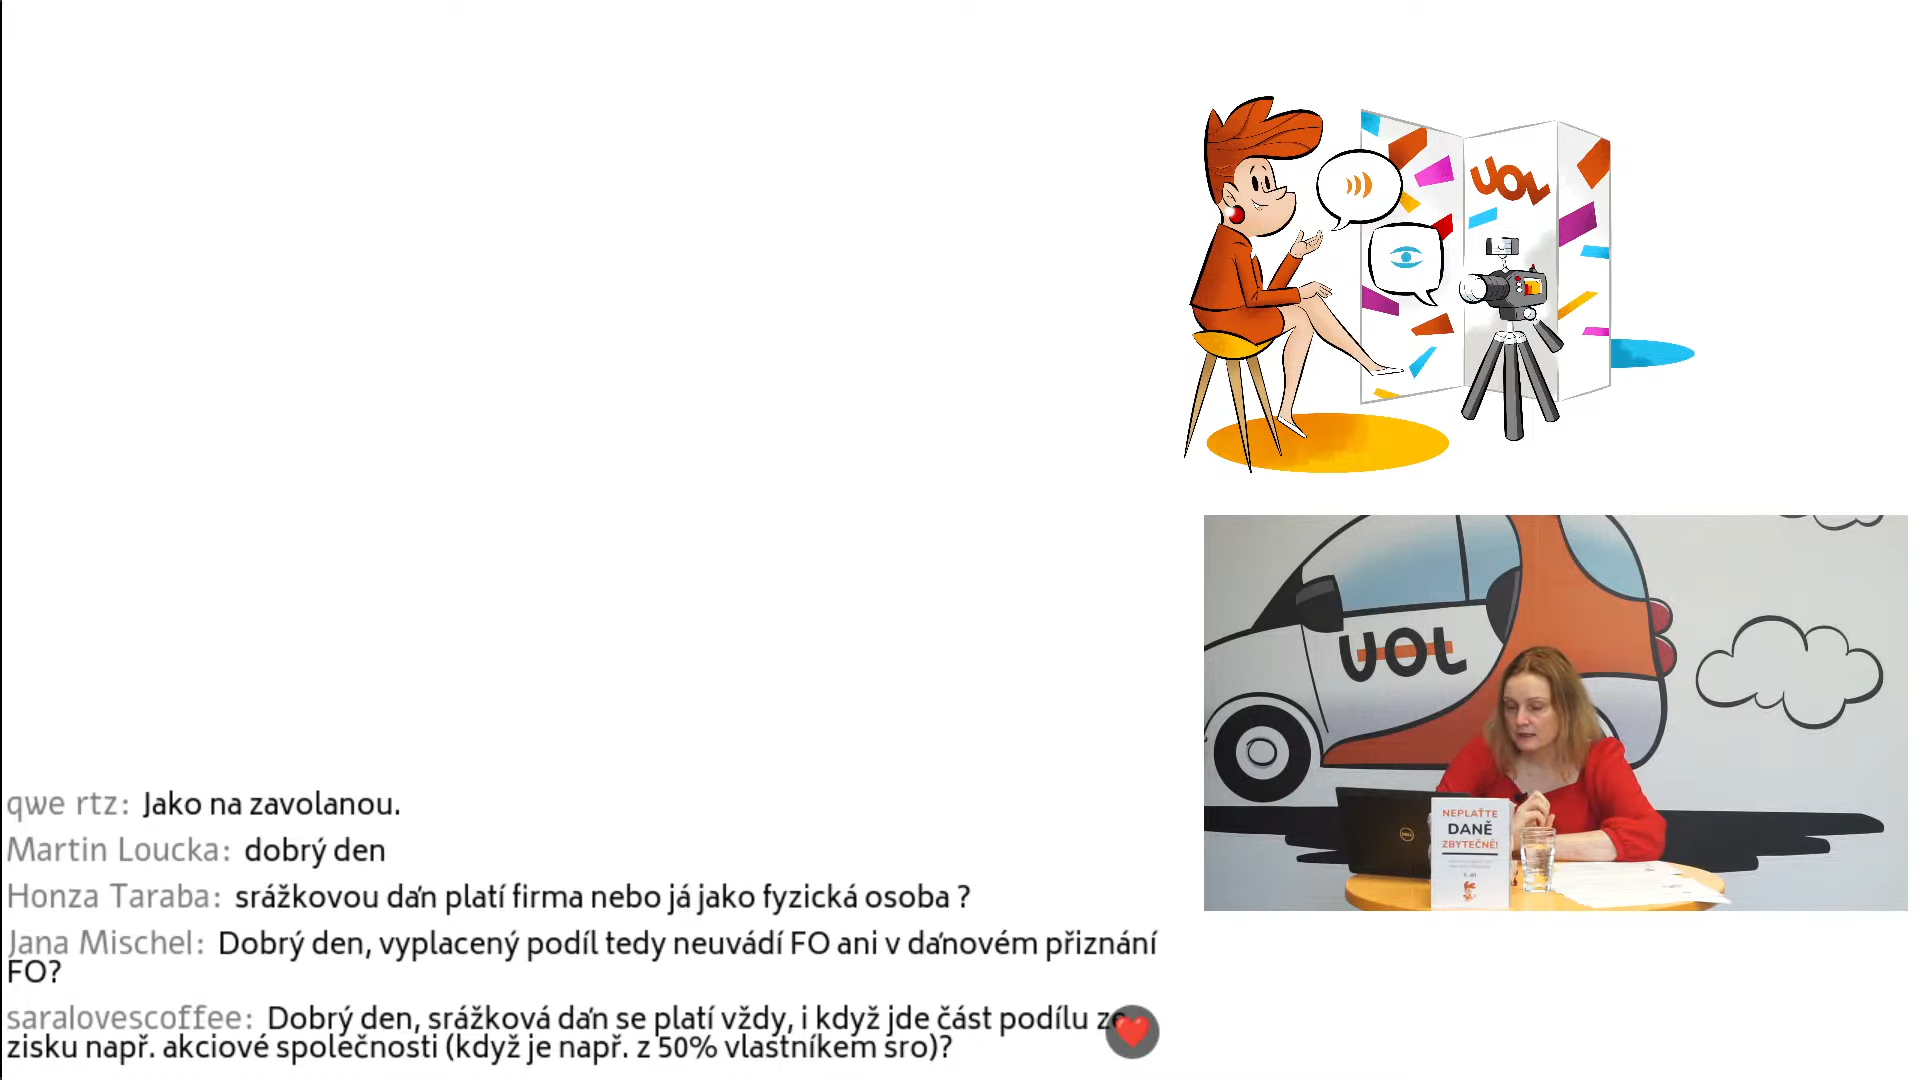 UOL
UOL
NEPLAŤTE
DANĚ
ZBYTEČNĚ!
DELL
qwe rtz: Jako na zavolanou.
Martin Loucka: dobrý den
Honza Taraba: srážkovou daň platí firma nebo já jako fyzická osoba ?
Jana Mischel: Dobrý den, vyplacený podíl tedy neuvádí FO ani v daňovém přiznání
FO?
saralovescoffee: Dobrý den, srážková daň se platí vždy, i když jde část podílu ze
zisku např. akciové společnosti (když je např. z 50% vlastníkem sro)?